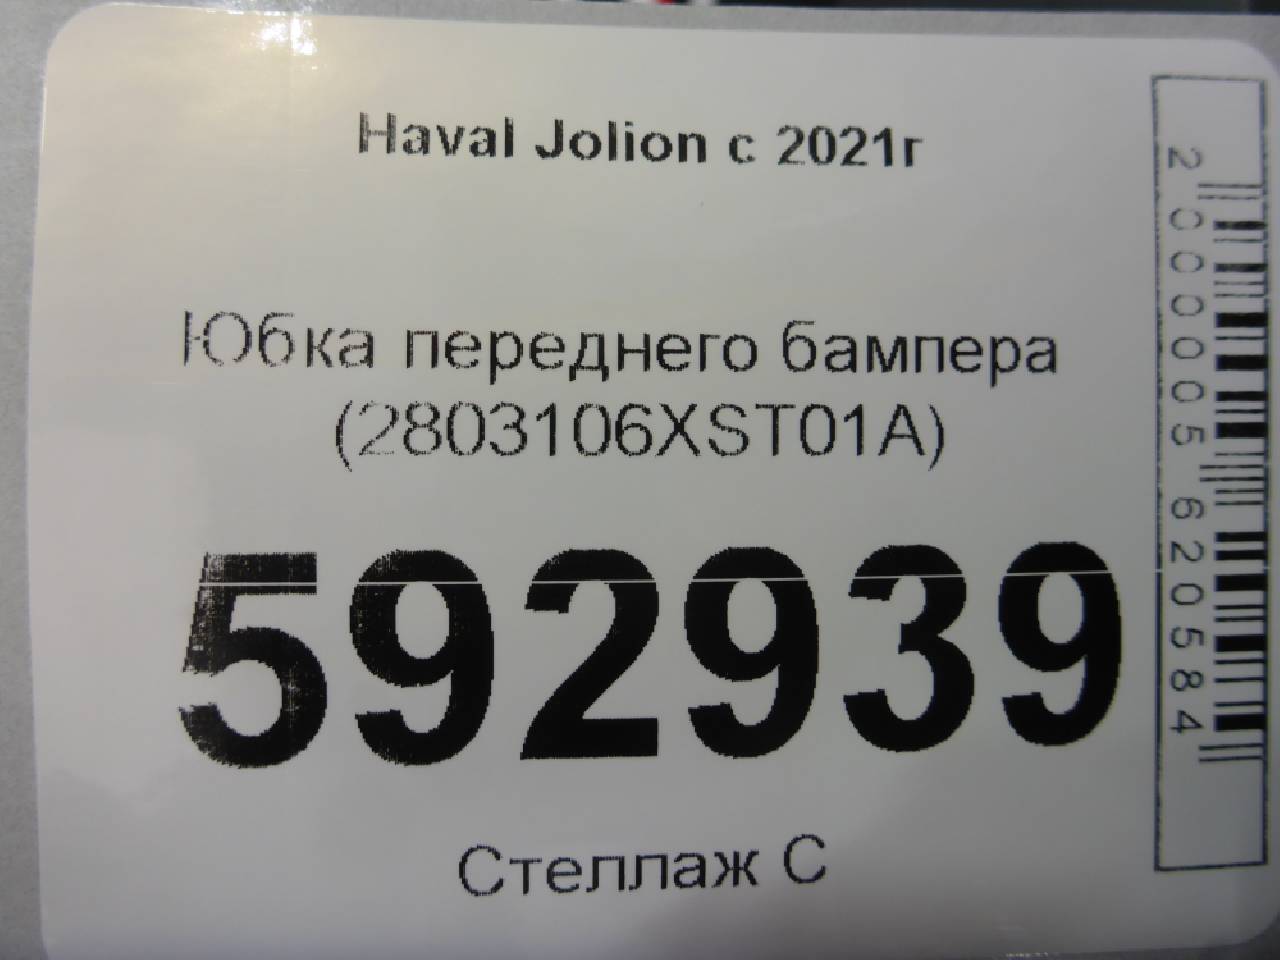 Haval Jolion с 2021г
Юбка переднего бампера
(2803106XST01A)
592939
Стеллаж С
2000005620584